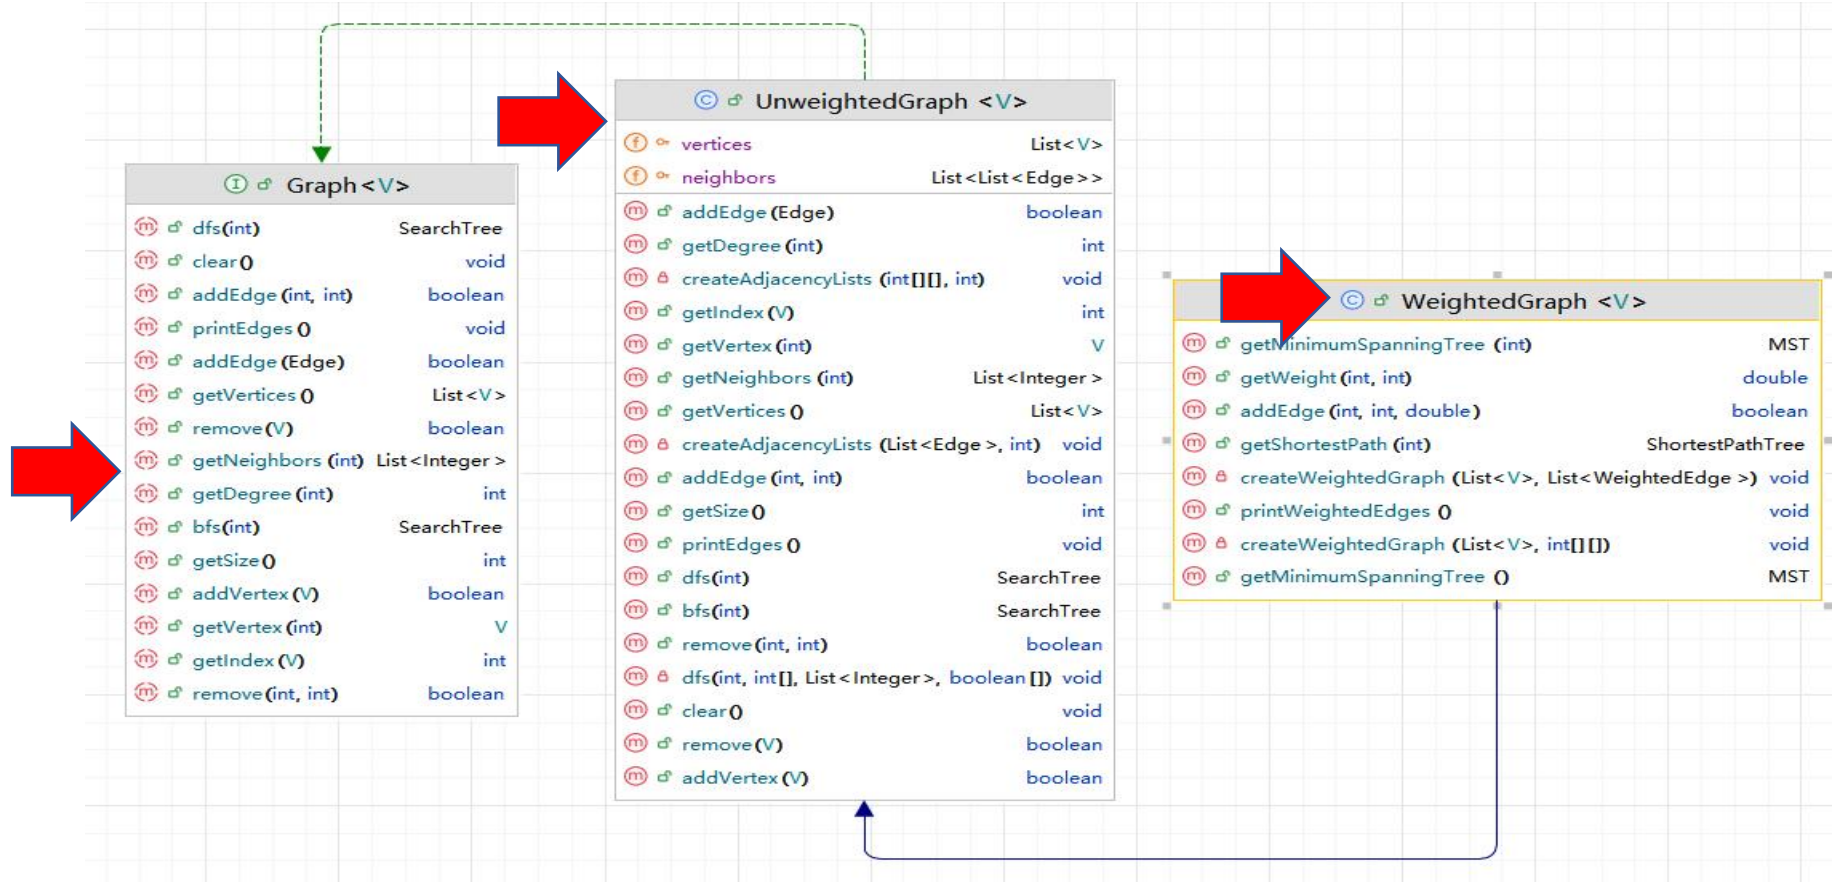 Graph<V>
dfs(int) SearchTree
clear() void
addEdge(int, int) boolean
printEdges() void
addEdge(Edge) boolean
getVertices() List<V>
remove(V) boolean
getNeighbors(int) List<Integer>
getDegree(int) int
bfs(int) SearchTree
getSize() int
addVertex(V) boolean
getVertex(int) V
getIndex(V) int
remove(int, int) boolean
UnweightedGraph<V>
vertices List<V>
neighbors List<List<Edge>>
addEdge(Edge) boolean
getDegree(int) int
createAdjacencyLists(int[][], int) void
getIndex(V) int
getVertex(int) V
getNeighbors(int) List<Integer>
getVertices() List<V>
createAdjacencyLists(List<Edge>, int) void
addEdge(int, int) boolean
getSize() int
printEdges() void
dfs(int) SearchTree
bfs(int) SearchTree
remove(int, int) boolean
dfs(int, int[], List<Integer>, boolean[]) void
clear() void
remove(V) boolean
addVertex(V) boolean
WeightedGraph<V>
getMinimumSpanningTree(int) MST
getWeight(int, int) double
addEdge(int, int, double) boolean
getShortestPath(int) ShortestPathTree
createWeightedGraph(List<V>, List<WeightedEdge>) void
printWeightedEdges() void
createWeightedGraph(List<V>, int[][]) void
getMinimumSpanningTree() MST